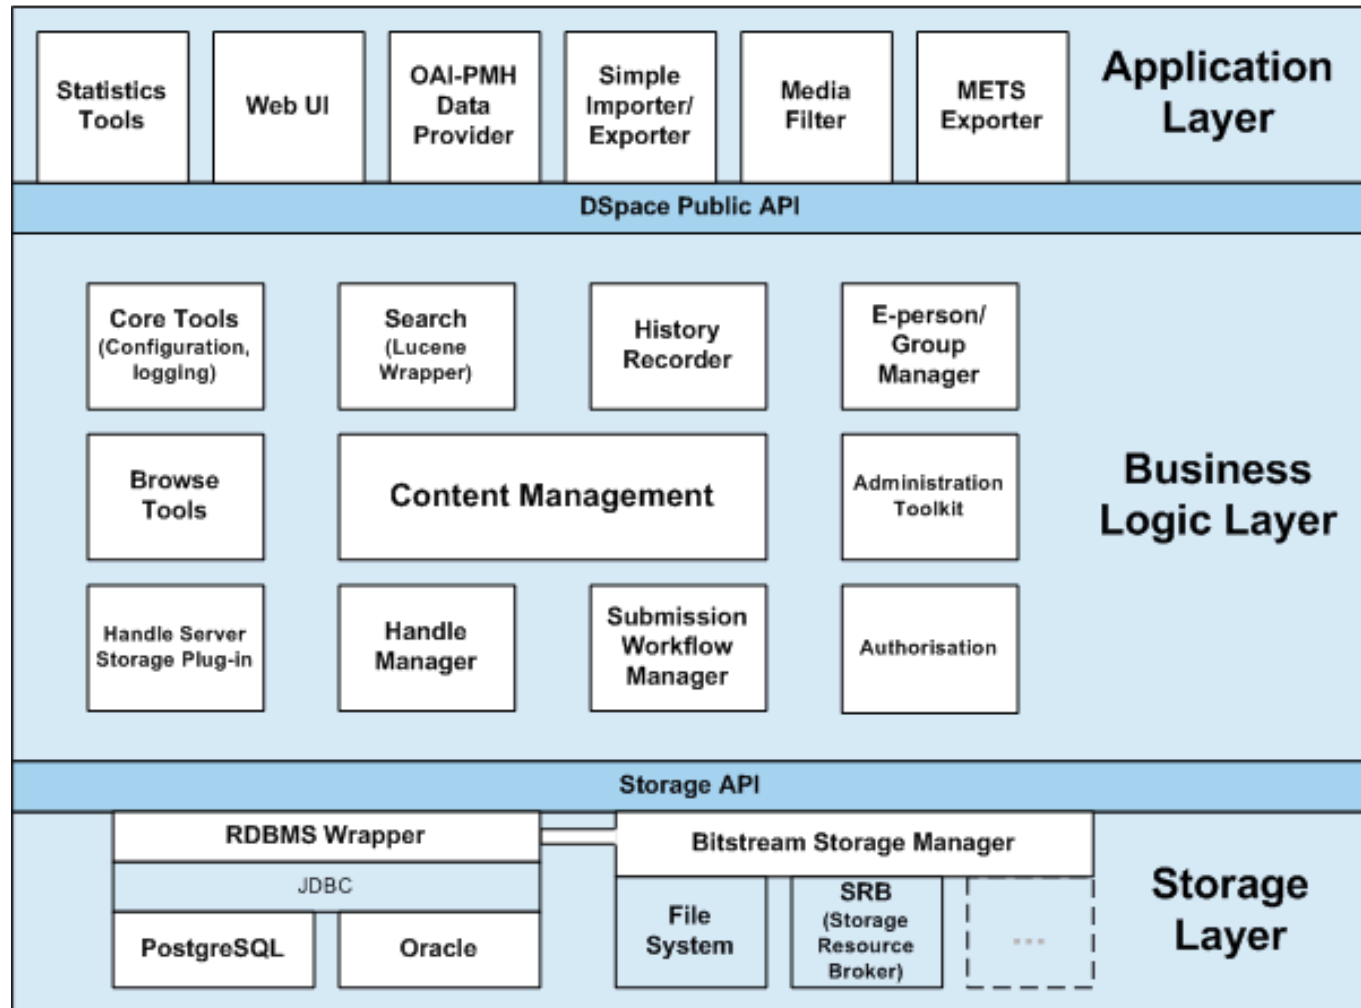 Statistics
Tools
Web UI
OAI-PMH
Data
Provider
Simple
Importer/
Exporter
Media
Filter
METS
Exporter
Application
Layer
DSpace Public API
Core Tools
(Configuration,
logging)
Search
(Lucene
Wrapper)
History
Recorder
E-person/
Group
Manager
Browse
Tools
Content Management
Administration
Toolkit
Business
Logic Layer
Handle Server
Storage Plug-in
Handle
Manager
Submission
Workflow
Manager
Authorisation
Storage API
RDBMS Wrapper
JDBC
PostgreSQL
Oracle
Bitstream Storage Manager
File
System
SRB
(Storage
Resource
Broker)
...
Storage
Layer